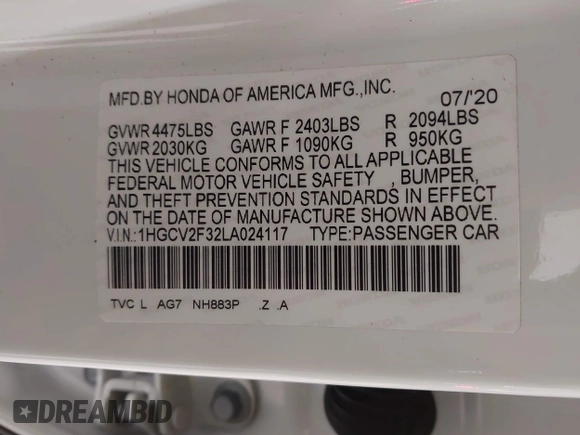 MFD.BY HONDA OF AMERICA MFG.,INC. 07/'20
GVWR 4475LBS GAWR F 2403LBS R 2094LBS
GVWR 2030KG GAWR F 1090KG R 950KG
THIS VEHICLE CONFORMS TO ALL APPLICABLE
FEDERAL MOTOR VEHICLE SAFETY , BUMPER,
AND THEFT PREVENTION STANDARDS IN EFFECT
ON THE DATE OF MANUFACTURE SHOWN ABOVE.
V.I.N.:1HGCV2F32LA024117 TYPE:PASSENGER CAR
TVC L AG7 NH883P .Z .A
DREAMBID